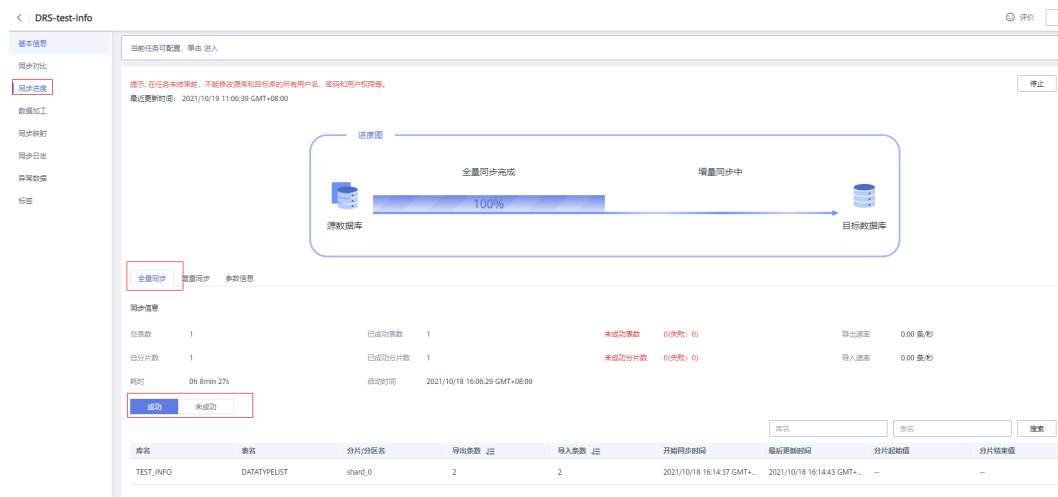 DRS-test-info
评价
基本信息
同步对比
同步进度
数据加工
同步映射
同步日志
异常数据
标签
当前任务可配置，单击 进入
提示: 在任务未结束前，不能修改源库和目标库的所有用户名、密码和用户权限等。
停止
最近更新时间： 2021/10/19 11:06:39 GMT+08:00
进度图
全量同步完成
增量同步中
100%
源数据库
目标数据库
全量同步 增量同步 参数信息
同步信息
总表数 1 已成功表数 1 未成功表数 0(失败：0) 导出速率 0.00 条/秒
总分片数 1 已成功分片数 1 未成功分片数 0(失败：0) 导入速率 0.00 条/秒
耗时 0h 8min 27s 启动时间 2021/10/18 16:06:29 GMT+08:00
成功 未成功
库名 表名 搜索
库名 表名 分片/分区名 导出条数 导入条数 开始同步时间 最后更新时间 分片起始值 分片结束值
TEST_INFO DATATYPELIST shard_0 2 2 2021/10/18 16:14:37 GMT+... 2021/10/18 16:14:43 GMT+... -- --